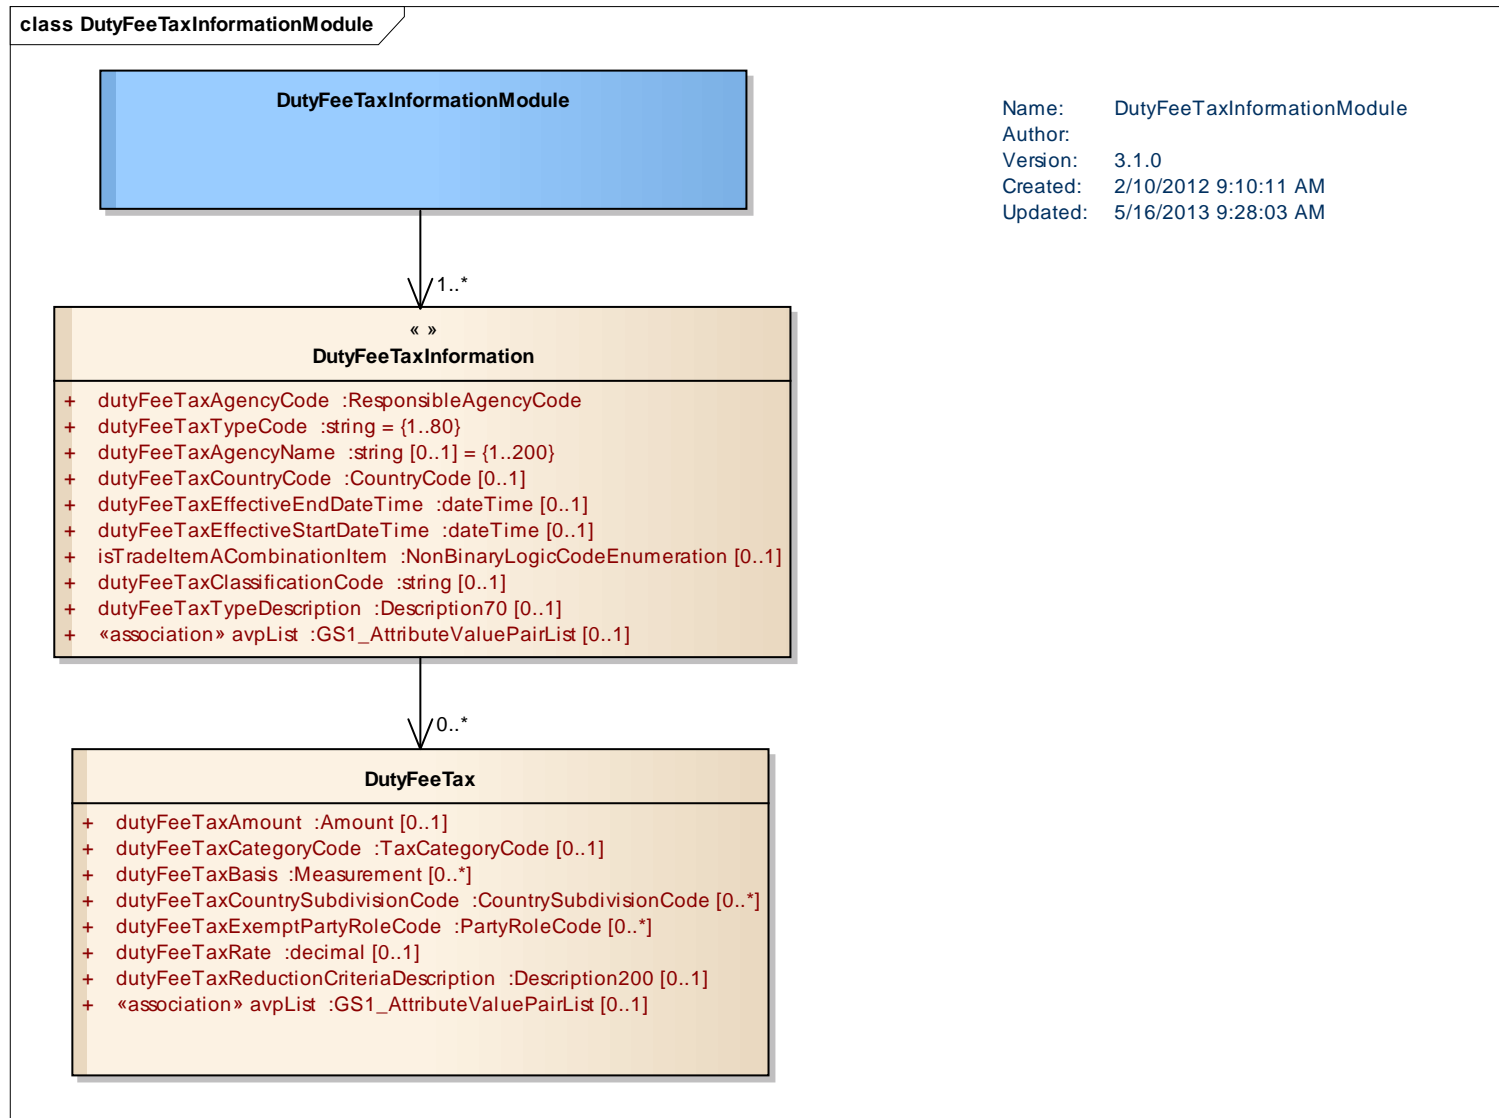 class DutyFeeTaxInformationModule
DutyFeeTaxInformationModule
Name: DutyFeeTaxInformationModule
Author:
Version: 3.1.0
Created: 2/10/2012 9:10:11 AM
Updated: 5/16/2013 9:28:03 AM
1..*
« »
DutyFeeTaxInformation
+ dutyFeeTaxAgencyCode :ResponsibleAgencyCode
+ dutyFeeTaxTypeCode :string = {1..80}
+ dutyFeeTaxAgencyName :string [0..1] = {1..200}
+ dutyFeeTaxCountryCode :CountryCode [0..1]
+ dutyFeeTaxEffectiveEndDateTime :dateTime [0..1]
+ dutyFeeTaxEffectiveStartDateTime :dateTime [0..1]
+ isTradeItemACombinationItem :NonBinaryLogicCodeEnumeration [0..1]
+ dutyFeeTaxClassificationCode :string [0..1]
+ dutyFeeTaxTypeDescription :Description70 [0..1]
+ «association» avpList :GS1_AttributeValuePairList [0..1]
0..*
DutyFeeTax
+ dutyFeeTaxAmount :Amount [0..1]
+ dutyFeeTaxCategoryCode :TaxCategoryCode [0..1]
+ dutyFeeTaxBasis :Measurement [0..*]
+ dutyFeeTaxCountrySubdivisionCode :CountrySubdivisionCode [0..*]
+ dutyFeeTaxExemptPartyRoleCode :PartyRoleCode [0..*]
+ dutyFeeTaxRate :decimal [0..1]
+ dutyFeeTaxReductionCriteriaDescription :Description200 [0..1]
+ «association» avpList :GS1_AttributeValuePairList [0..1]